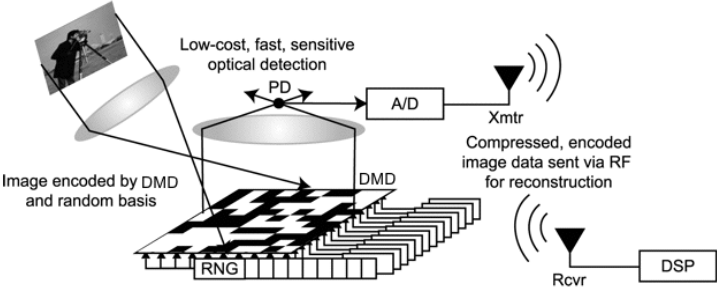 Low-cost, fast, sensitive
optical detection
PD
A/D
Xmtr
Compressed, encoded
image data sent via RF
for reconstruction
Image encoded by DMD
and random basis
DMD
RNG
Rcvr
DSP